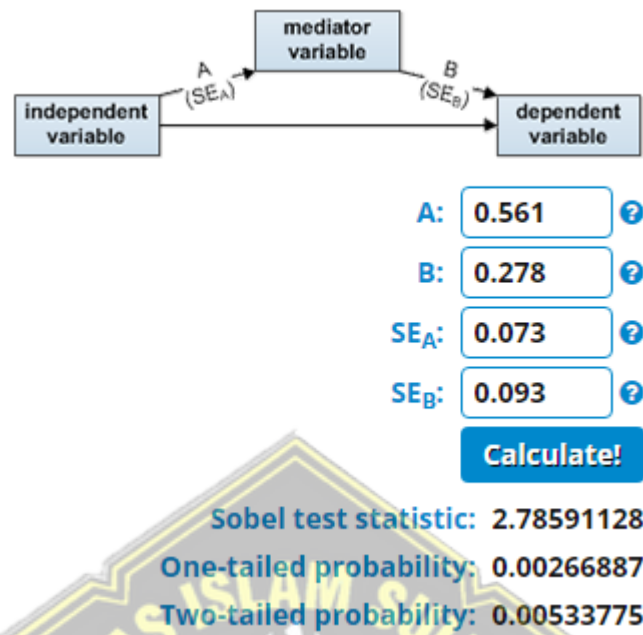 mediator
variable
A
(SEA)
B
(SEB)
independent
variable
dependent
variable
A: 0.561
B: 0.278
SEA: 0.073
SEB: 0.093
Calculate!
Sobel test statistic: 2.78591128
One-tailed probability: 0.00266887
Two-tailed probability: 0.00533775
ISLAM